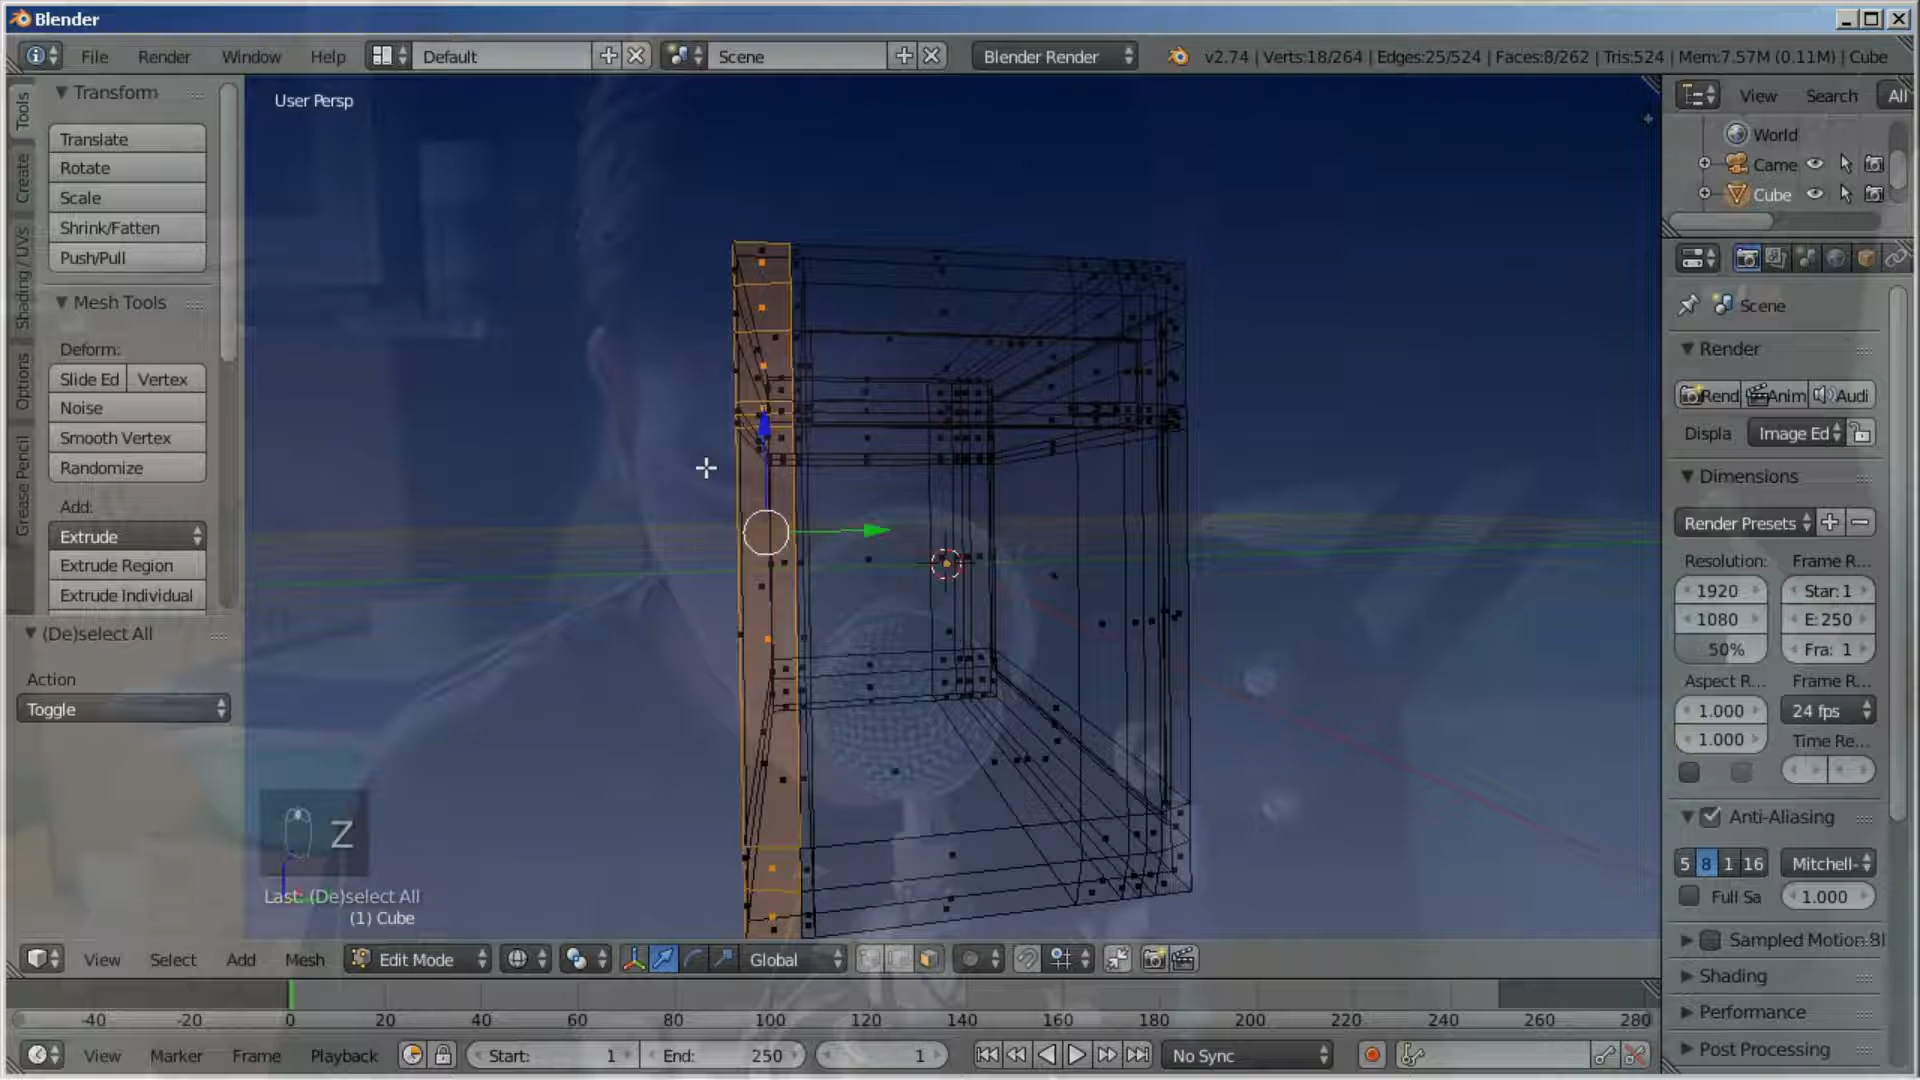 Blender
File Render Window Help Default Scene Blender Render v2.74 | Verts:18/264 | Edges:25/524 | Faces:8/262 | Tris:524 | Mem:7.57M (0.11M) | Cube
Tools
Create
Shading / UVs
Options
Grease Pencil
Transform
Translate
Rotate
Scale
Shrink/Fatten
Push/Pull
Mesh Tools
Deform:
Slide Ed Vertex
Noise
Smooth Vertex
Randomize
Add:
Extrude
Extrude Region
Extrude Individual
(De)select All
Action
Toggle
User Persp
Z
Last: (De)select All
(1) Cube
View Search All
World
Came
Cube
Scene
Render
Rend Anim Audi
Displa Image Ed
Dimensions
Render Presets
Resolution: Frame R...
1920 Star: 1
1080 E: 250
50% Fra: 1
Aspect R... Frame R...
1.000 24 fps
1.000 Time Re...
Anti-Aliasing
5 8 1 16 Mitchell-
Full Sa 1.000
Sampled Motion Bl
Shading
Performance
Post Processing
View Select Add Mesh Edit Mode Global
-40 -20 0 20 40 60 80 100 120 140 160 180 200 220 240 260 280
View Marker Frame Playback Start: 1 End: 250 1 No Sync